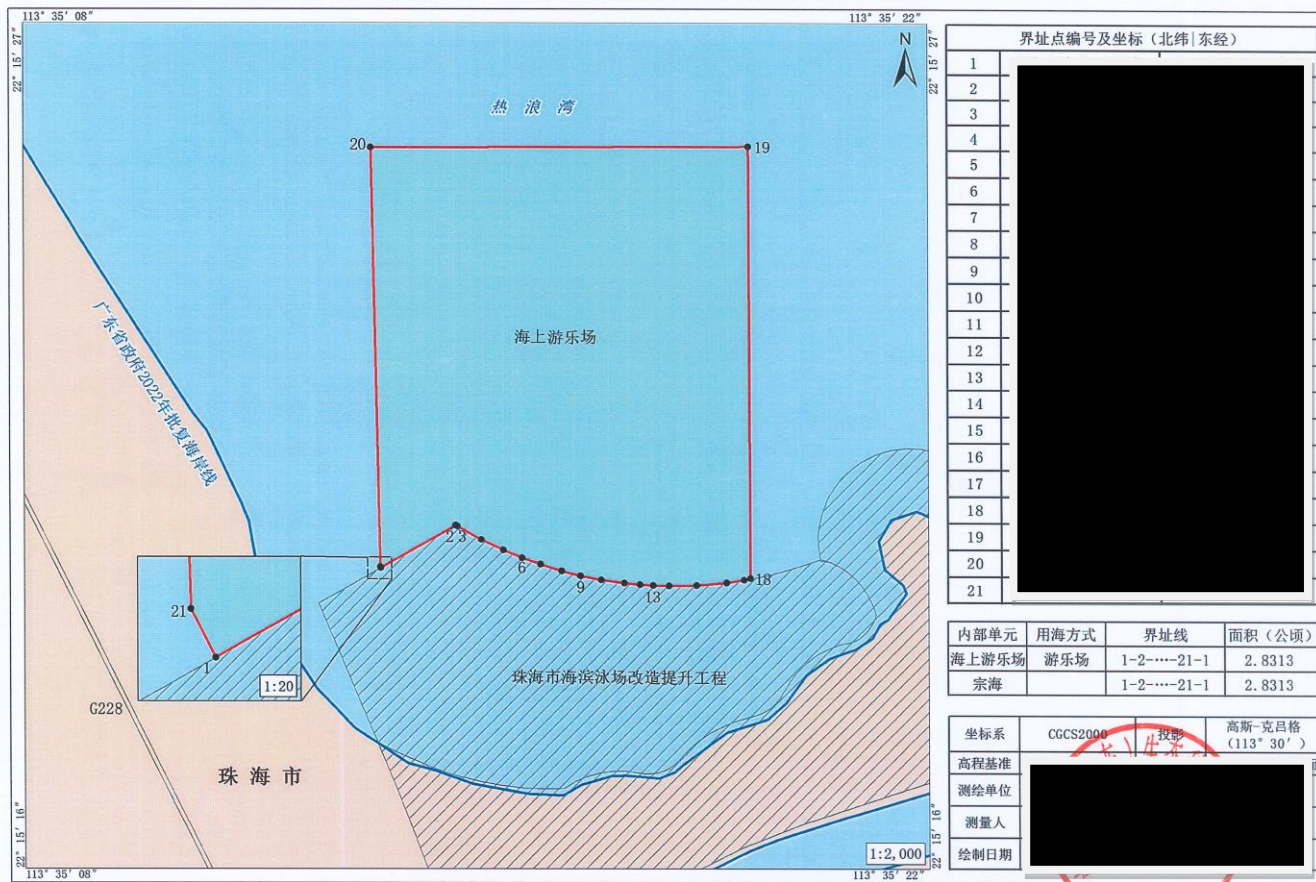 113° 35′ 08″
113° 35′ 22″
22° 15′ 27″
22° 15′ 27″
N
热浪湾
20
19
海上游乐场
广东省政府2022年批复海岸线
2
3
6
9
13
18
21
1
1:20
珠海市海滨泳场改造提升工程
G228
珠海市
1:2,000
22° 15′ 16″
22° 15′ 16″
113° 35′ 08″
113° 35′ 22″
界址点编号及坐标（北纬|东经）
1
2
3
4
5
6
7
8
9
10
11
12
13
14
15
16
17
18
19
20
21
内部单元 用海方式 界址线 面积（公顷）
海上游乐场 游乐场 1-2-…-21-1 2.8313
宗海 1-2-…-21-1 2.8313
坐标系 CGCS2000 投影 高斯-克吕格
（113° 30′）
高程基准
测绘单位
测量人
绘制日期